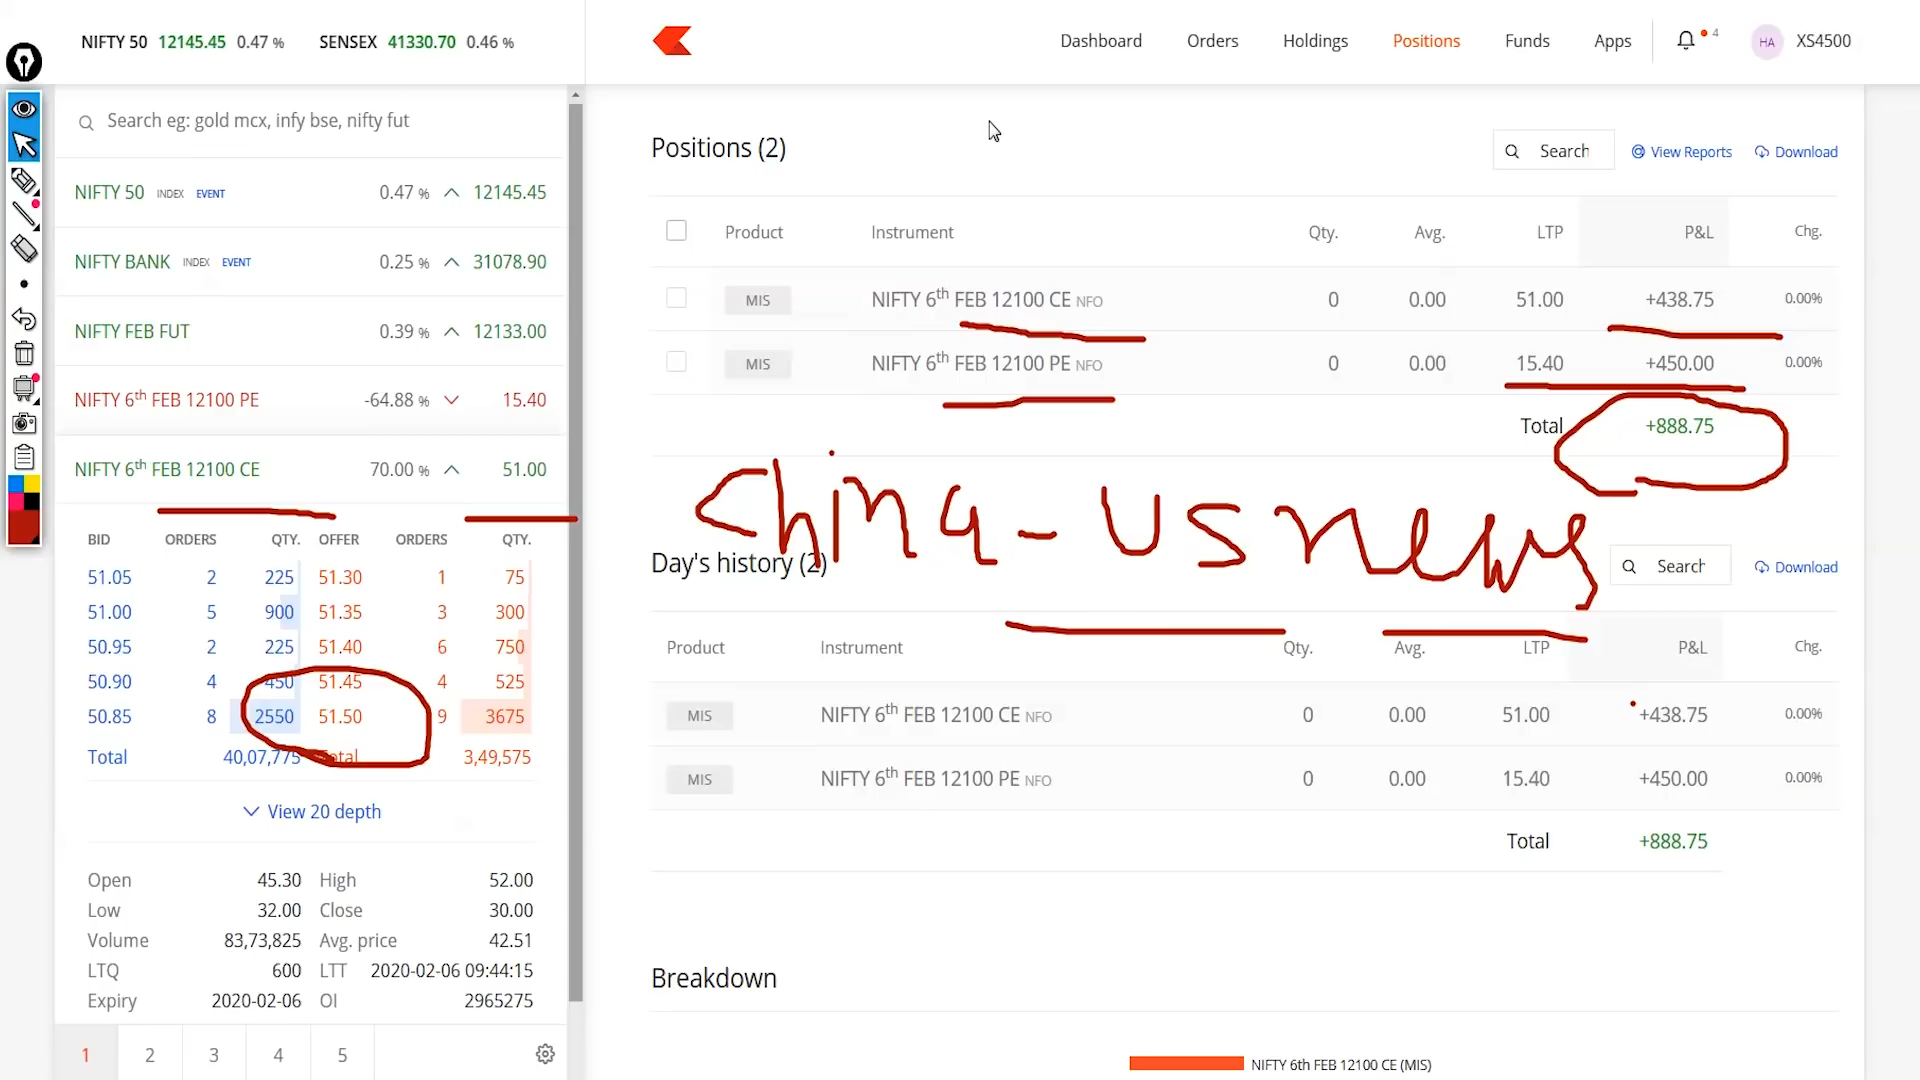 NIFTY 50 12145.45 0.47 % SENSEX 41330.70 0.46 %
Dashboard Orders Holdings Positions Funds Apps 4 HA XS4500
Search eg: gold mcx, infy bse, nifty fut
NIFTY 50 INDEX EVENT 0.47 % 12145.45
NIFTY BANK INDEX EVENT 0.25 % 31078.90
NIFTY FEB FUT 0.39 % 12133.00
NIFTY 6th FEB 12100 PE -64.88 % 15.40
NIFTY 6th FEB 12100 CE 70.00 % 51.00
BID ORDERS QTY. OFFER ORDERS QTY.
51.05 2 225 51.30 1 75
51.00 5 900 51.35 3 300
50.95 2 225 51.40 6 750
50.90 4 450 51.45 4 525
50.85 8 2550 51.50 9 3675
Total 40,07,775 Total 3,49,575
View 20 depth
Open 45.30 High 52.00
Low 32.00 Close 30.00
Volume 83,73,825 Avg. price 42.51
LTQ 600 LTT 2020-02-06 09:44:15
Expiry 2020-02-06 OI 2965275
1 2 3 4 5
Positions (2) Search View Reports Download
Product Instrument Qty. Avg. LTP P&L Chg.
MIS NIFTY 6th FEB 12100 CE NFO 0 0.00 51.00 +438.75 0.00%
MIS NIFTY 6th FEB 12100 PE NFO 0 0.00 15.40 +450.00 0.00%
Total +888.75
China - US news
Day's history (2) Search Download
Product Instrument Qty. Avg. LTP P&L Chg.
MIS NIFTY 6th FEB 12100 CE NFO 0 0.00 51.00 +438.75 0.00%
MIS NIFTY 6th FEB 12100 PE NFO 0 0.00 15.40 +450.00 0.00%
Total +888.75
Breakdown
NIFTY 6th FEB 12100 CE (MIS)